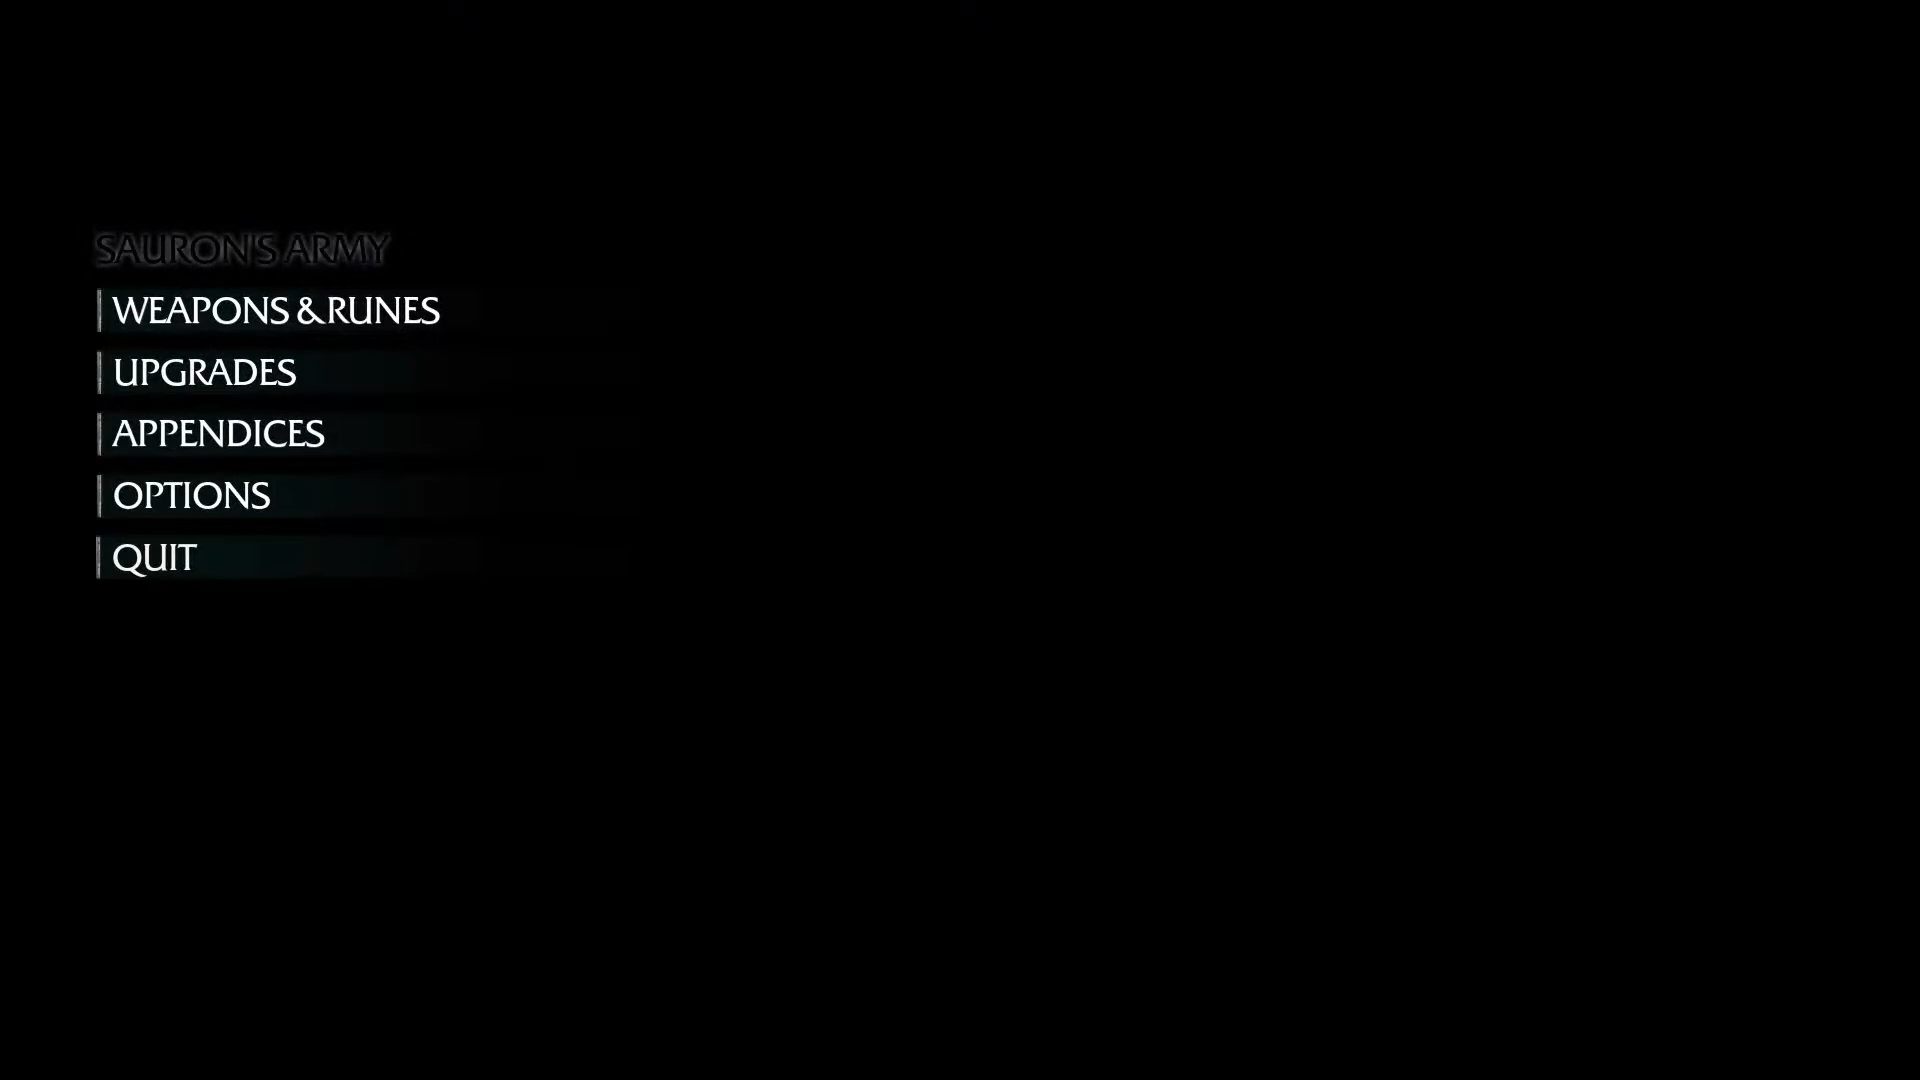 SAURON'S ARMY
WEAPONS & RUNES
UPGRADES
APPENDICES
OPTIONS
QUIT